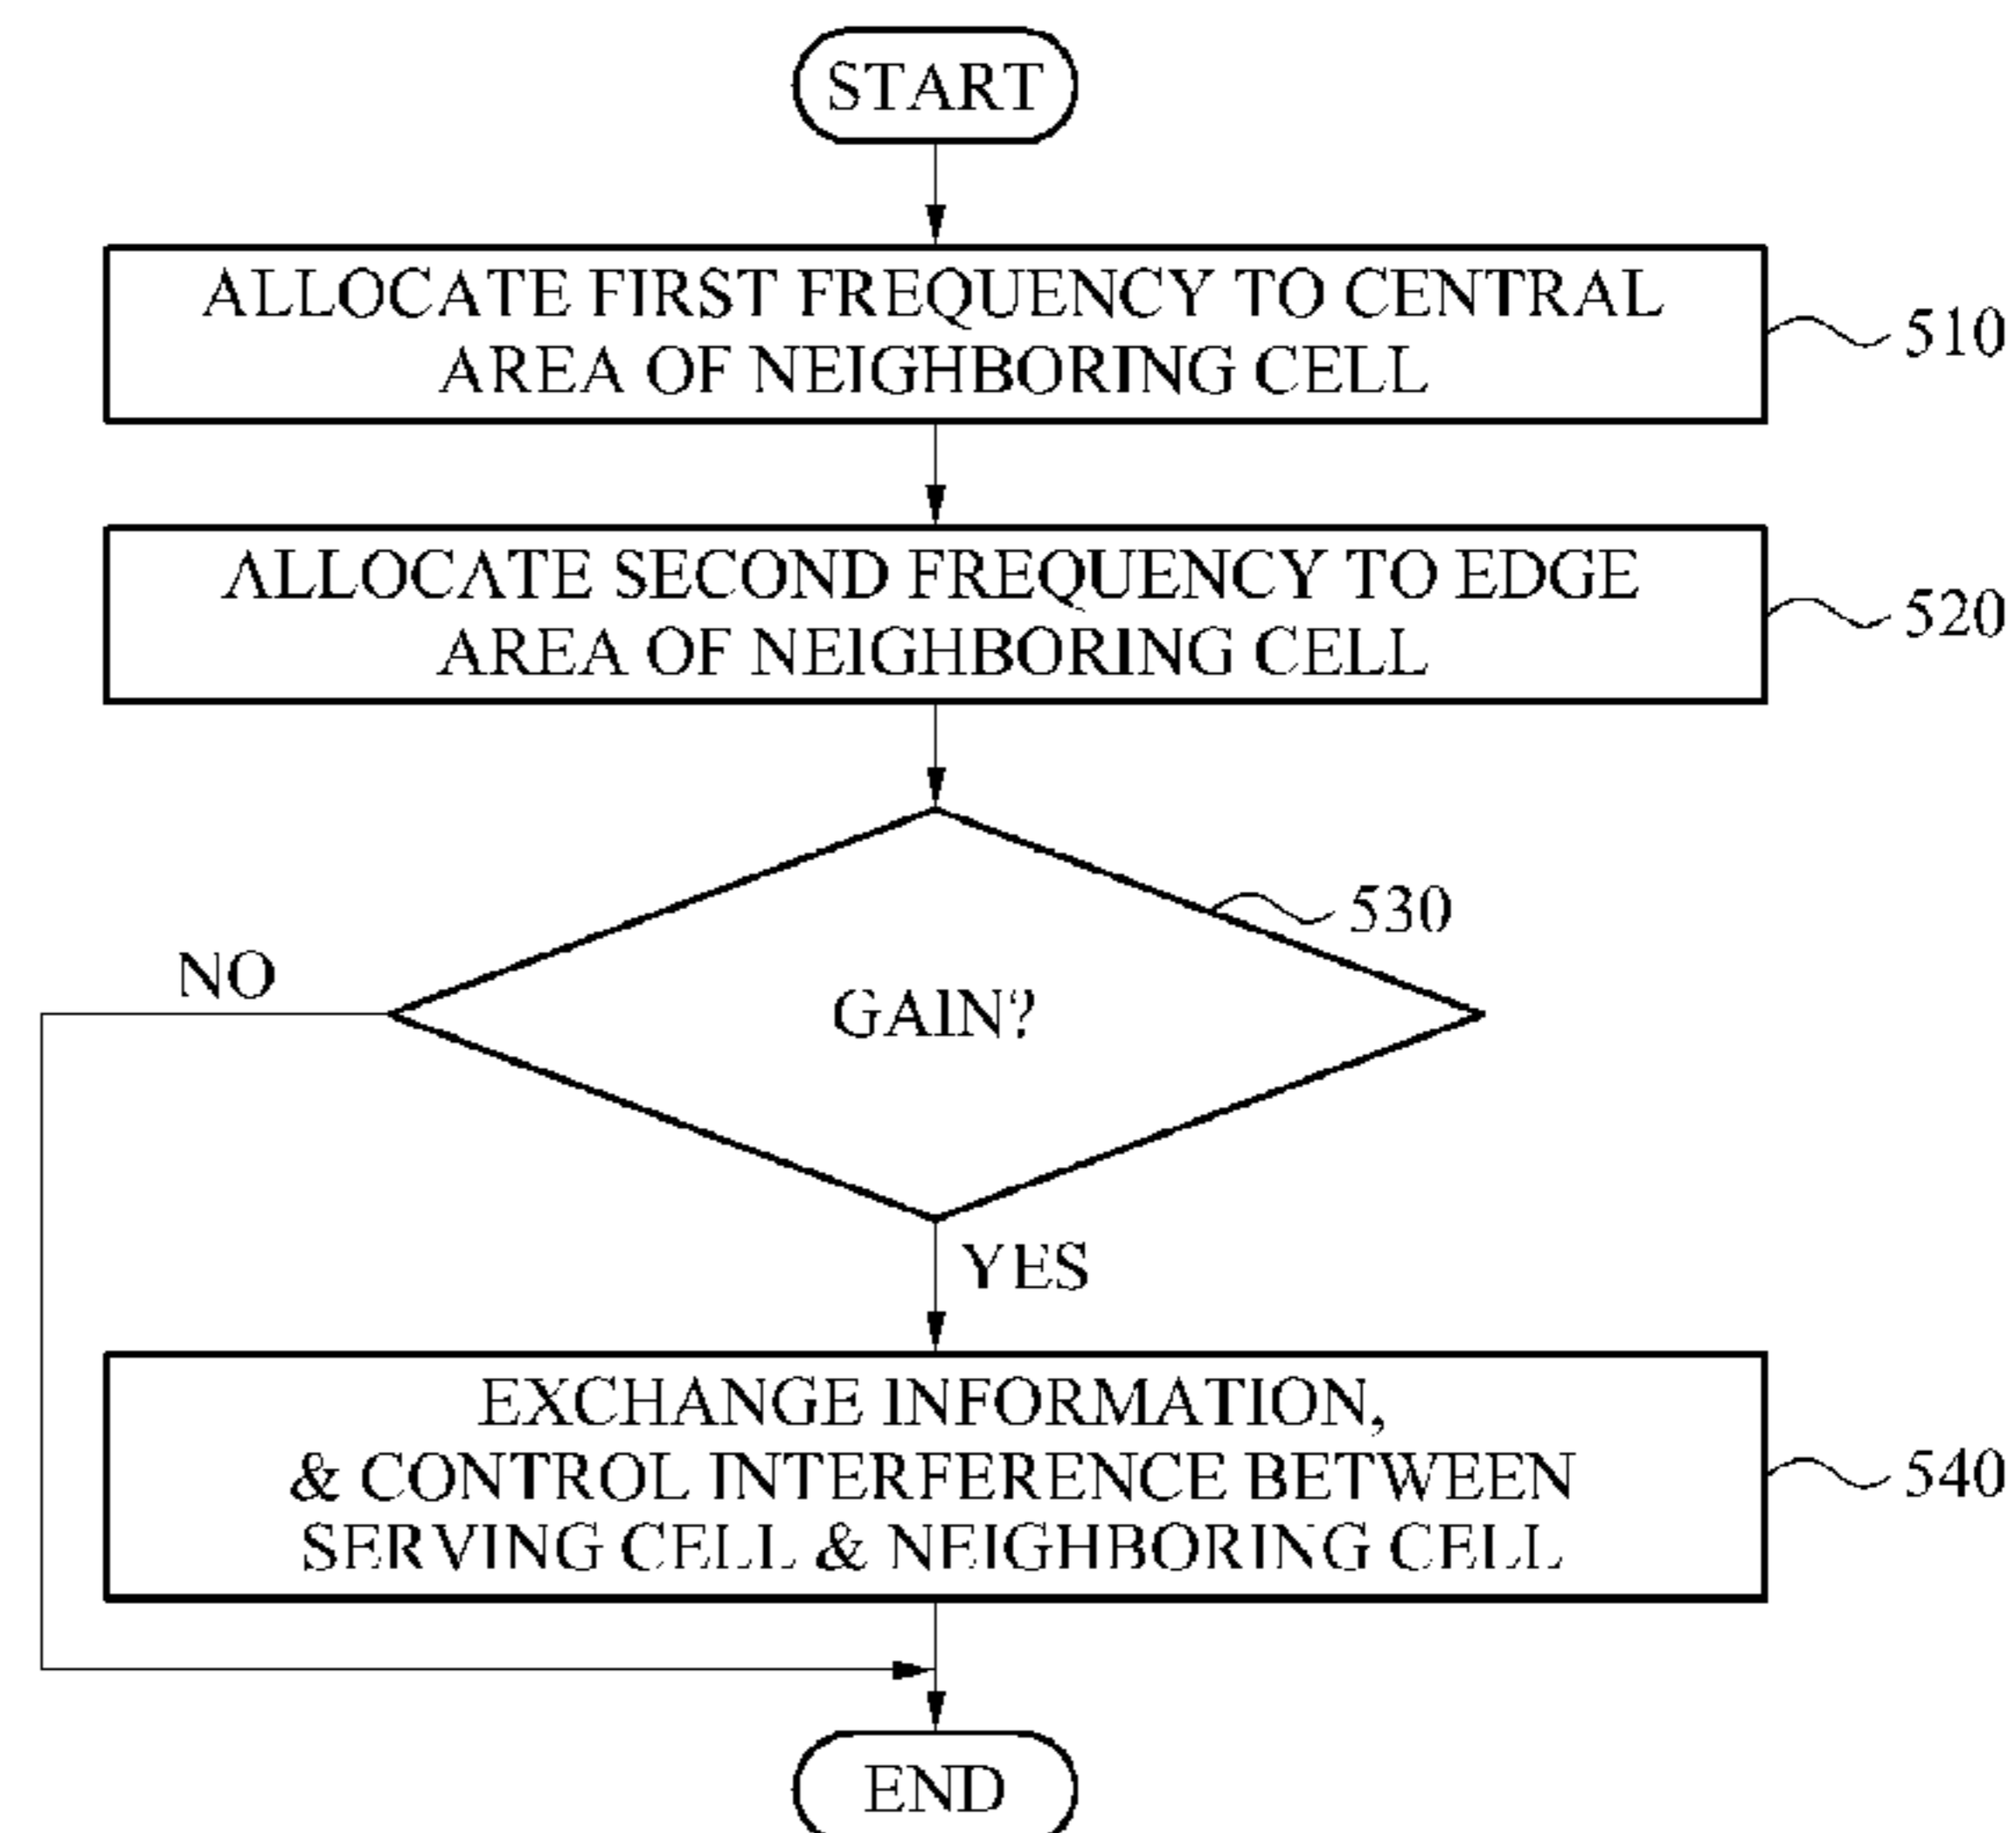 START
ALLOCATE FIRST FREQUENCY TO CENTRAL
AREA OF NEIGHBORING CELL
510
ALLOCATE SECOND FREQUENCY TO EDGE
AREA OF NEIGHBORING CELL
520
530
NO
GAIN?
YES
EXCHANGE INFORMATION,
& CONTROL INTERFERENCE BETWEEN
SERVING CELL & NEIGHBORING CELL
540
END